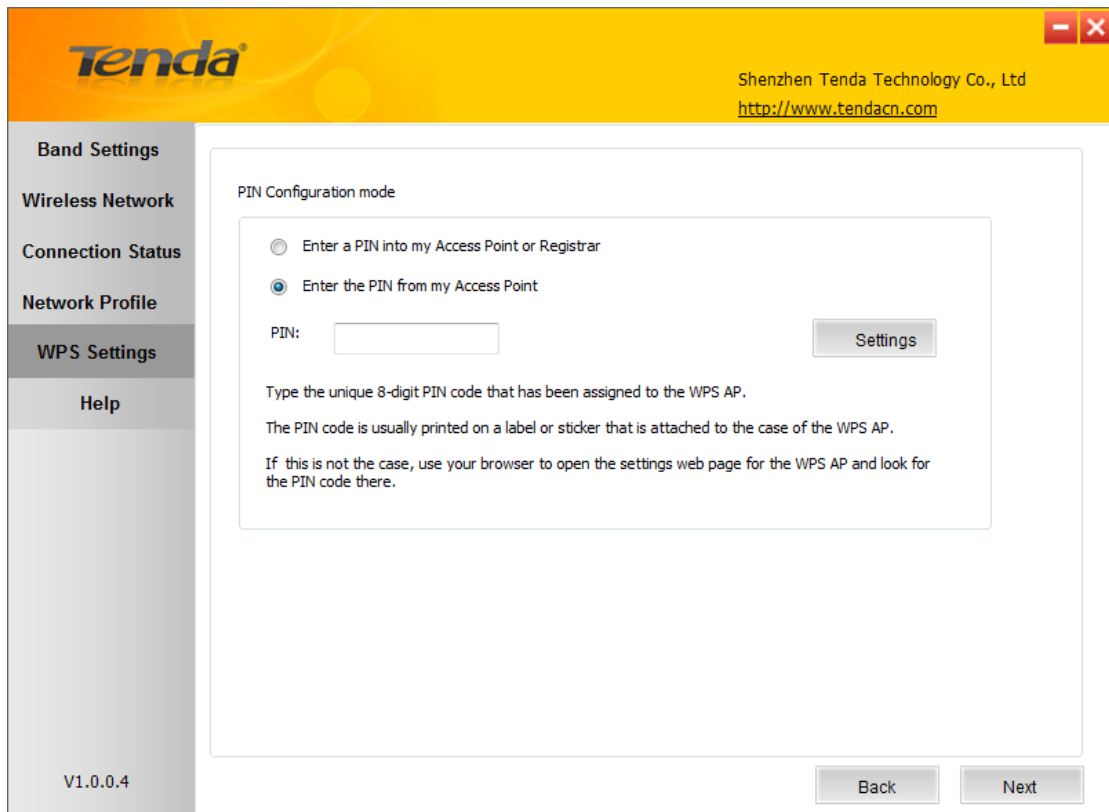 Tenda®
Shenzhen Tenda Technology Co., Ltd
http://www.tendacn.com
Band Settings
Wireless Network
Connection Status
Network Profile
WPS Settings
Help
V1.0.0.4
PIN Configuration mode
Enter a PIN into my Access Point or Registrar
Enter the PIN from my Access Point
PIN:
Settings
Type the unique 8-digit PIN code that has been assigned to the WPS AP.
The PIN code is usually printed on a label or sticker that is attached to the case of the WPS AP.
If this is not the case, use your browser to open the settings web page for the WPS AP and look for
the PIN code there.
Back
Next